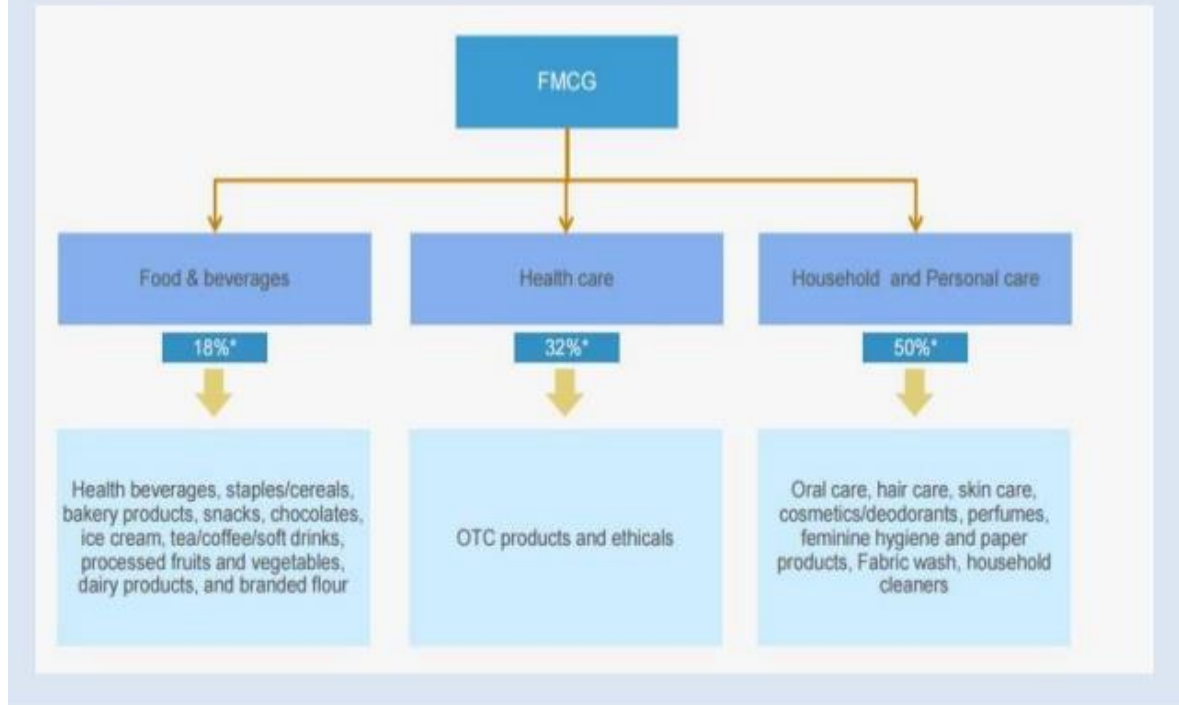 FMCG
Food & beverages
Health care
Household and Personal care
18%*
32%*
50%*
Health beverages, staples/cereals,
bakery products, snacks, chocolates,
ice cream, tea/coffee/soft drinks,
processed fruits and vegetables,
dairy products, and branded flour
OTC products and ethicals
Oral care, hair care, skin care,
cosmetics/deodorants, perfumes,
feminine hygiene and paper
products, Fabric wash, household
cleaners